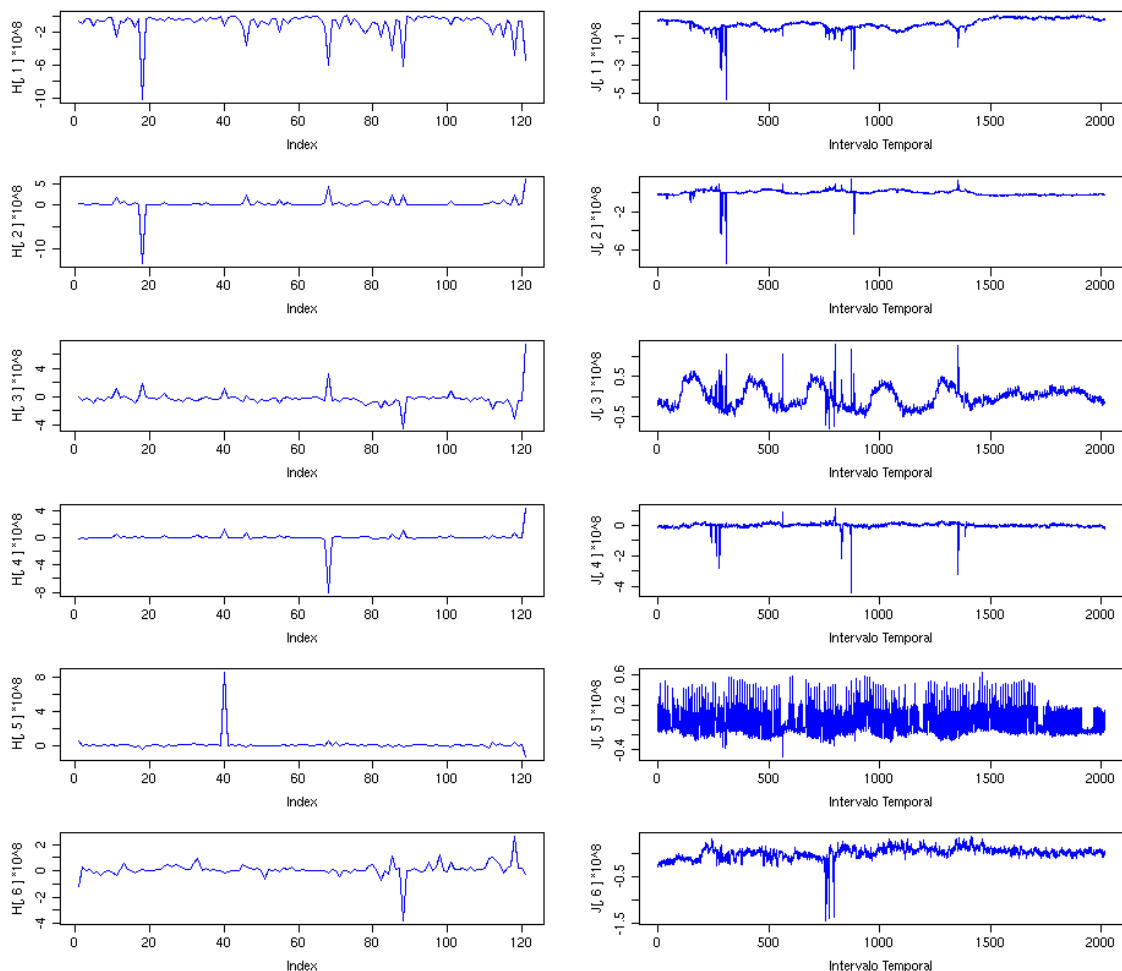 H[, 1 ] *10^8
-10 -6 -2
0 20 40 60 80 100 120
Index
J[, 1 ] *10^8
-5 -3 -1
0 500 1000 1500 2000
Intervalo Temporal
H[, 2 ] *10^8
-10 0 5
0 20 40 60 80 100 120
Index
J[, 2 ] *10^8
-6 -2
0 500 1000 1500 2000
Intervalo Temporal
H[, 3 ] *10^8
-4 0 4
0 20 40 60 80 100 120
Index
J[, 3 ] *10^8
-0.5 0.5
0 500 1000 1500 2000
Intervalo Temporal
H[, 4 ] *10^8
-8 -4 0 4
0 20 40 60 80 100 120
Index
J[, 4 ] *10^8
-4 -2 0
0 500 1000 1500 2000
Intervalo Temporal
H[, 5 ] *10^8
0 4 8
0 20 40 60 80 100 120
Index
J[, 5 ] *10^8
-0.4 0.2 0.6
0 500 1000 1500 2000
Intervalo Temporal
H[, 6 ] *10^8
-4 -2 0 2
0 20 40 60 80 100 120
Index
J[, 6 ] *10^8
-1.5 -0.5
0 500 1000 1500 2000
Intervalo Temporal